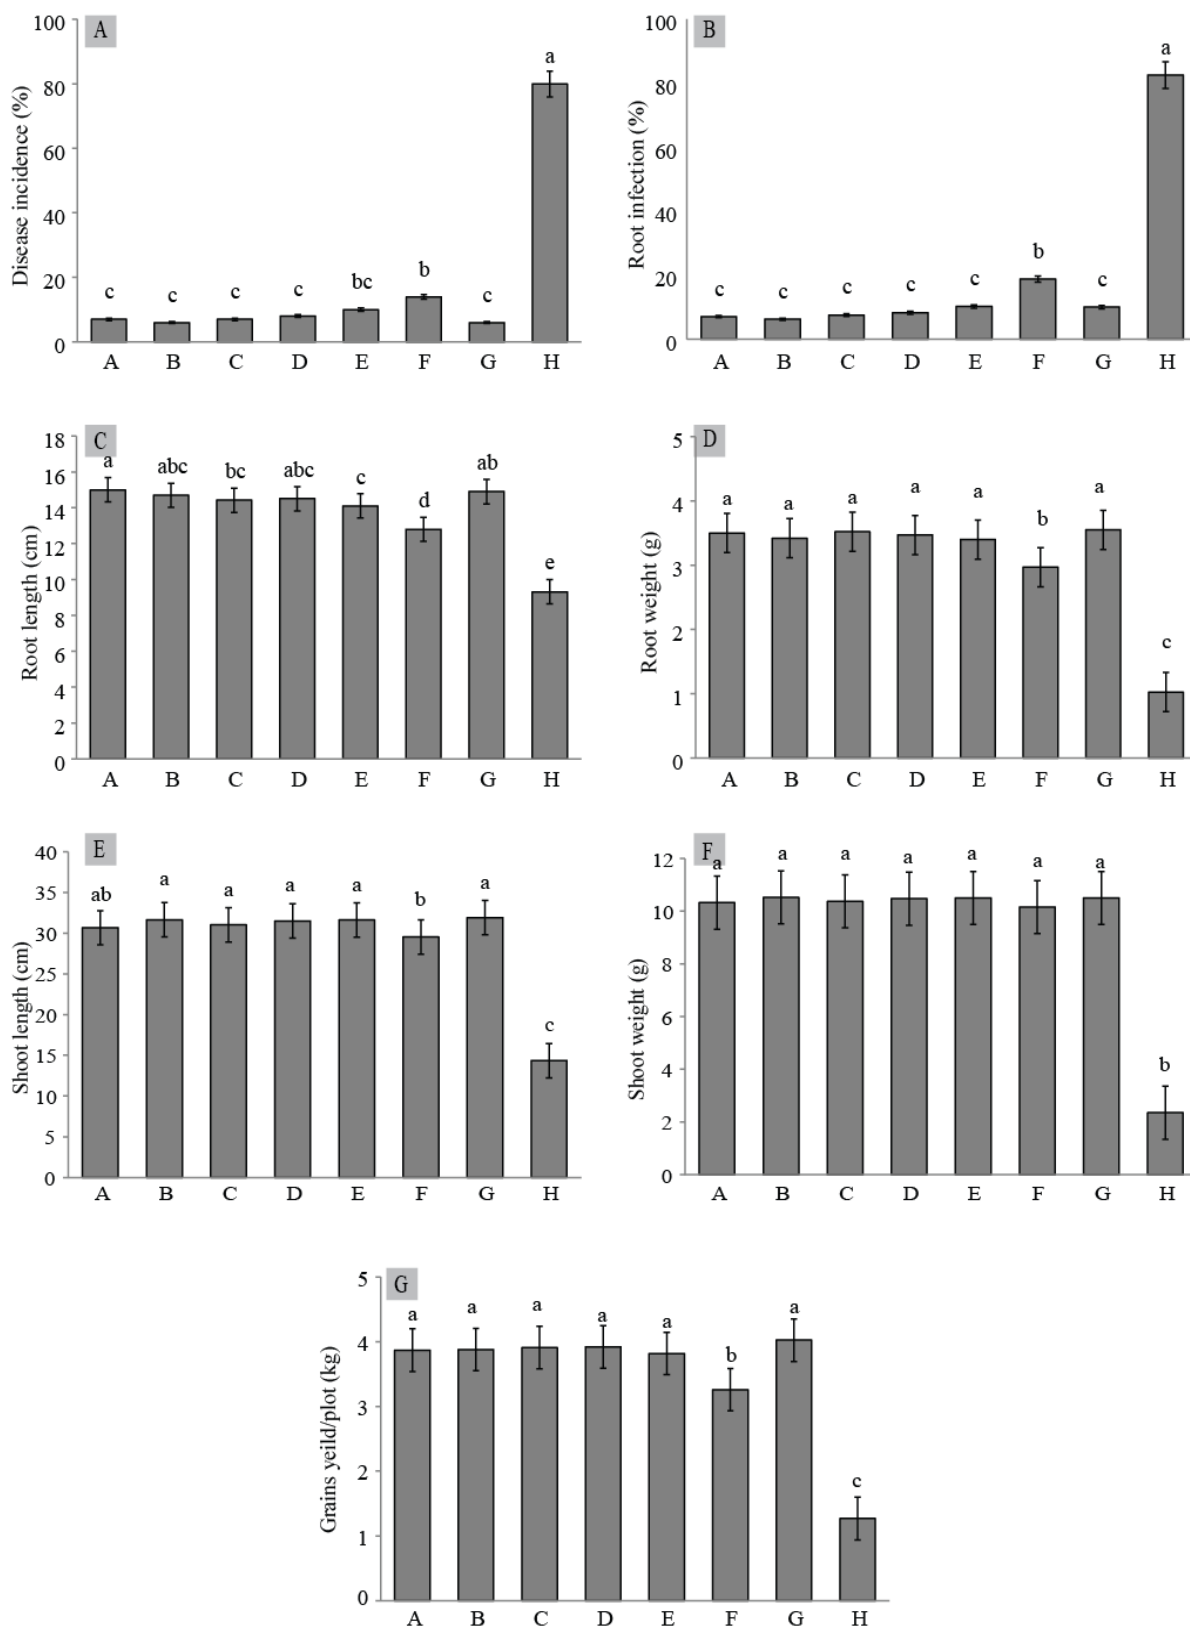 A
Disease incidence (%)
100
80
60
40
20
0
c c c c bc b c a
A B C D E F G H
B
Root infection (%)
100
80
60
40
20
0
c c c c c b c a
A B C D E F G H
C
Root length (cm)
18
16
14
12
10
8
6
4
2
0
a abc bc abc c d ab e
A B C D E F G H
D
Root weight (g)
5
4
3
2
1
0
a a a a a b a c
A B C D E F G H
E
Shoot length (cm)
40
35
30
25
20
15
10
5
0
ab a a a a b a c
A B C D E F G H
F
Shoot weight (g)
12
10
8
6
4
2
0
a a a a a a a b
A B C D E F G H
G
Grains yeild/plot (kg)
5
4
3
2
1
0
a a a a a b a c
A B C D E F G H